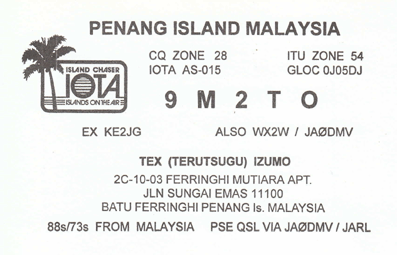 PENANG ISLAND MALAYSIA
CQ ZONE 28 ITU ZONE 54
IOTA AS-015 GLOC 0J05DJ
ISLAND CHASER
IOTA
ISLANDS ON THE AIR
9M2TO
EX KE2JG ALSO WX2W / JAØDMV
TEX (TERUTSUGU) IZUMO
2C-10-03 FERRINGHI MUTIARA APT.
JLN SUNGAI EMAS 11100
BATU FERRINGHI PENANG Is. MALAYSIA
88s/73s FROM MALAYSIA PSE QSL VIA JAØDMV / JARL